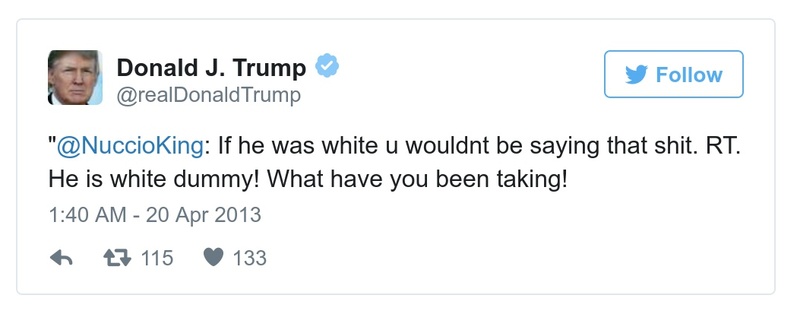 Donald J. Trump
@realDonaldTrump
Follow
"@NuccioKing: If he was white u wouldnt be saying that shit. RT.
He is white dummy! What have you been taking!
1:40 AM - 20 Apr 2013
115 133